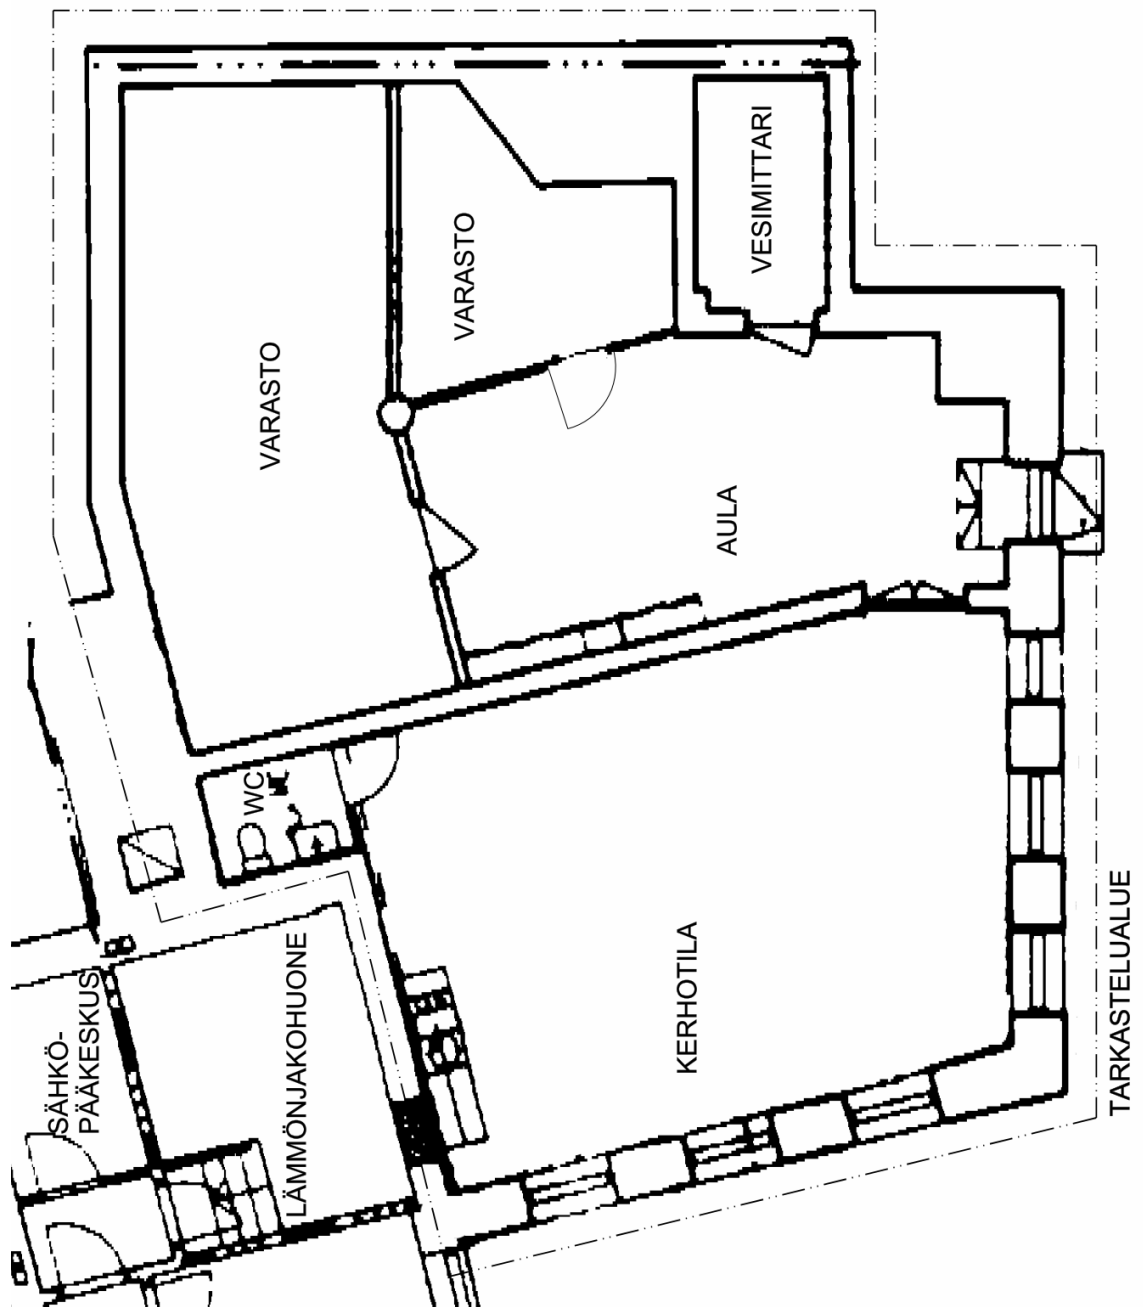 VARASTO
VARASTO
VESIMITTARI
AULA
WC
KERHOTILA
SÄHKÖ-
PÄÄKESKUS
LÄMMÖNJAKOHUONE
TARKASTELUALUE